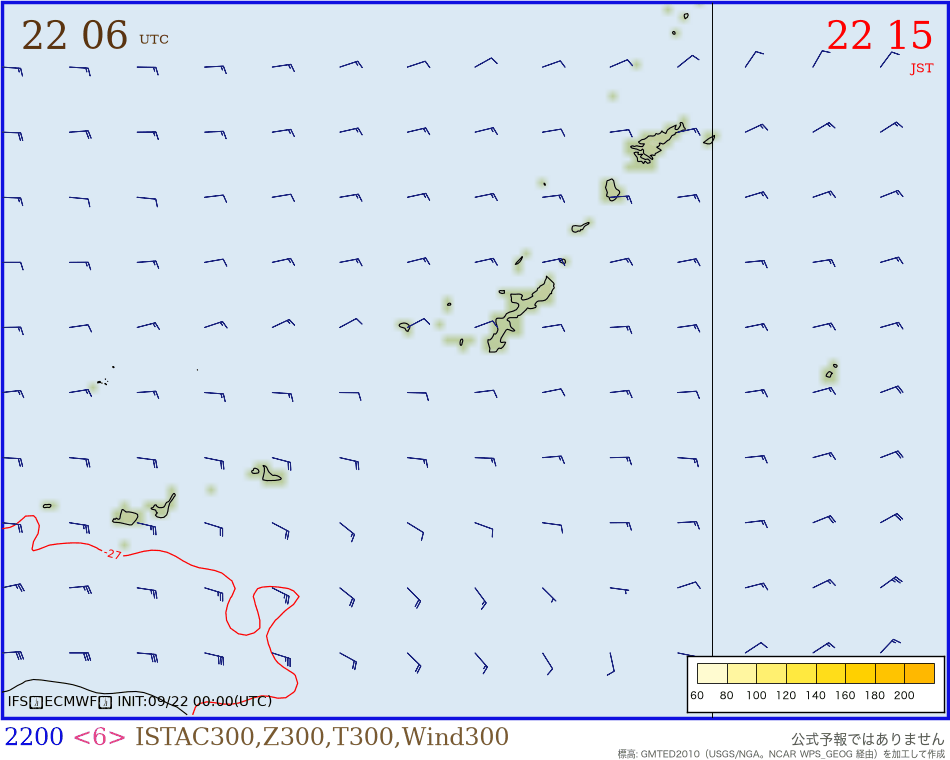 22 06 UTC
22 15
JST
-27
60 80 100 120 140 160 180 200
IFS ECMWF INIT:09/22 00:00(UTC)
2200 <6> ISTAC300,Z300,T300,Wind300
公式予報ではありません
標高: GMTED2010（USGS/NGA。NCAR WPS_GEOG 経由）を加工して作成